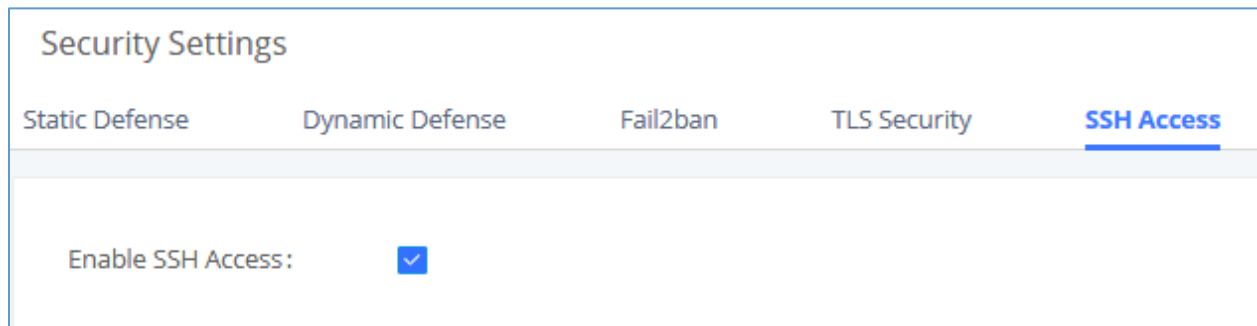 Security Settings
Static Defense Dynamic Defense Fail2ban TLS Security SSH Access
Enable SSH Access: